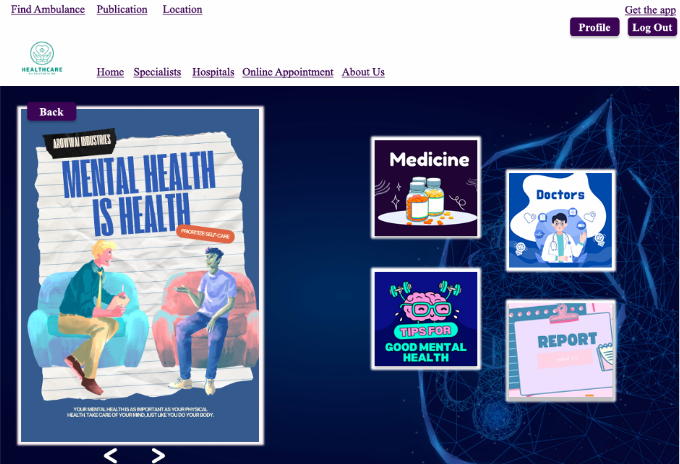 Find Ambulance Publication Location Get the app
Profile Log Out
HEALTHCARE
Home Specialists Hospitals Online Appointment About Us
Back
AROWWAI INDUSTRIES
MENTAL HEALTH
IS HEALTH
PRIORITIZE SELF-CARE
YOUR MENTAL HEALTH IS AS IMPORTANT AS YOUR PHYSICAL
HEALTH. TAKE CARE OF YOUR MIND, JUST LIKE YOU DO YOUR BODY.
Medicine
Doctors
TIPS FOR
GOOD MENTAL
HEALTH
REPORT